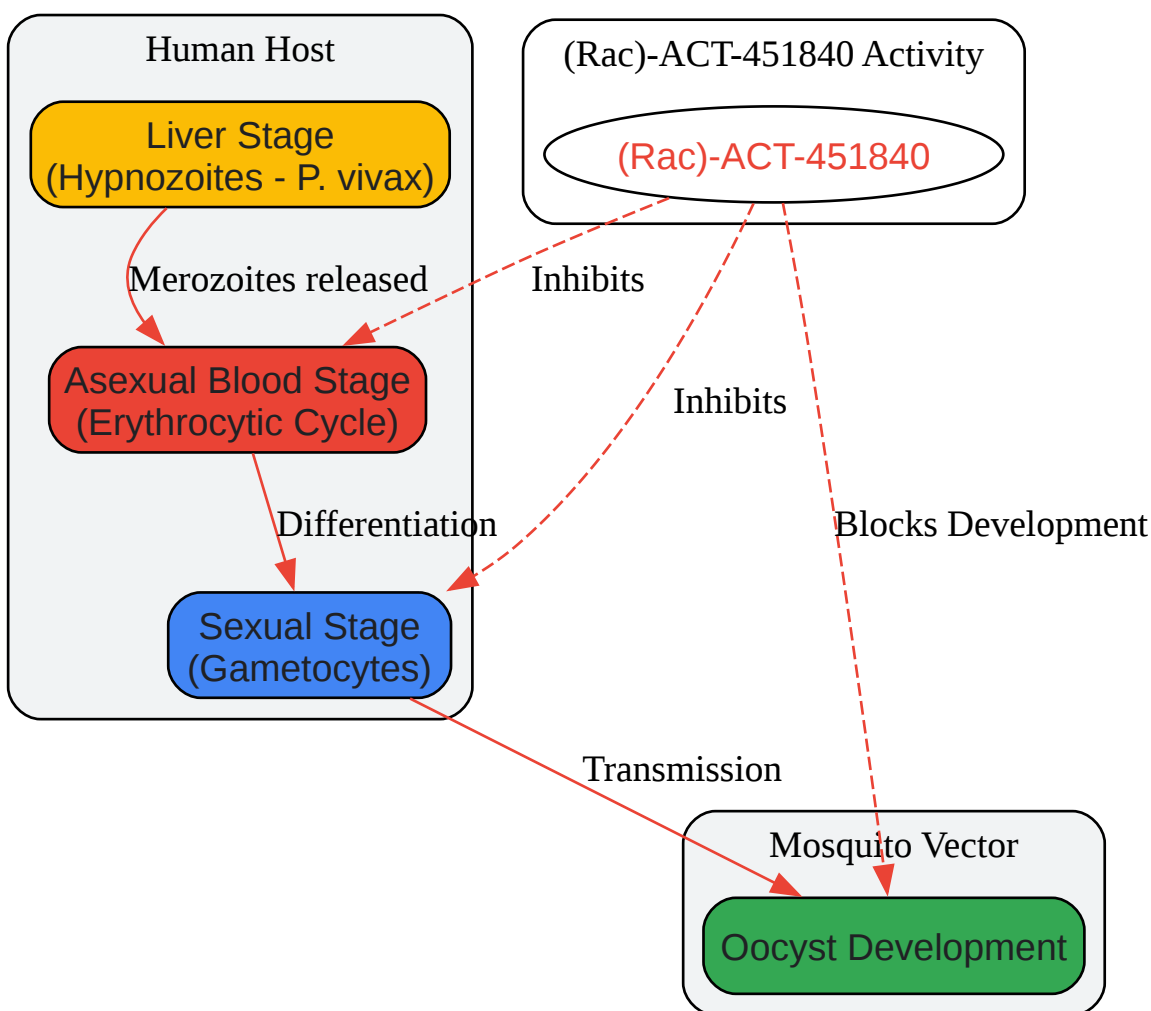 Human Host
(Rac)-ACT-451840 Activity
Liver Stage
(Hypnozoites - P. vivax)
(Rac)-ACT-451840
Merozoites released
Inhibits
Asexual Blood Stage
(Erythrocytic Cycle)
Inhibits
Differentiation
Blocks Development
Sexual Stage
(Gametocytes)
Transmission
Mosquito Vector
Oocyst Development